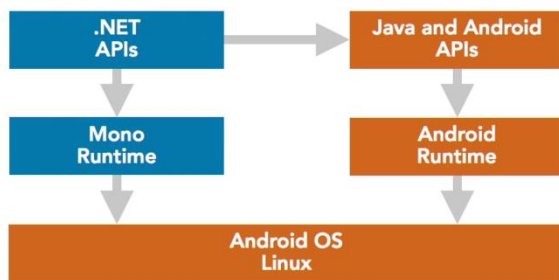 .NET
APIs
Java and Android
APIs
Mono
Runtime
Android
Runtime
Android OS
Linux